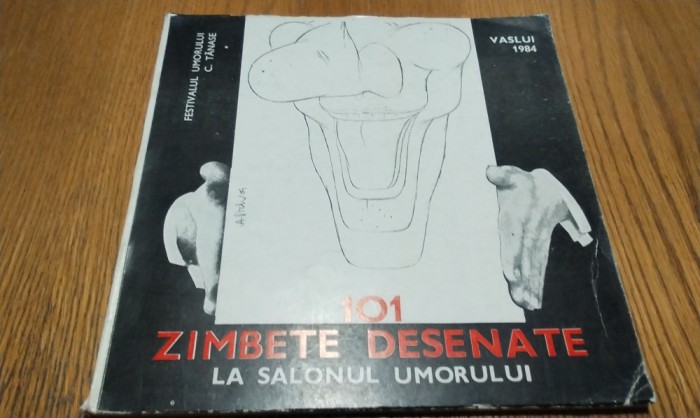 FESTIVALUL UMORULUI
C. TĂNASE
VASLUI
1984
101
ZIMBETE DESENATE
LA SALONUL UMORULUI